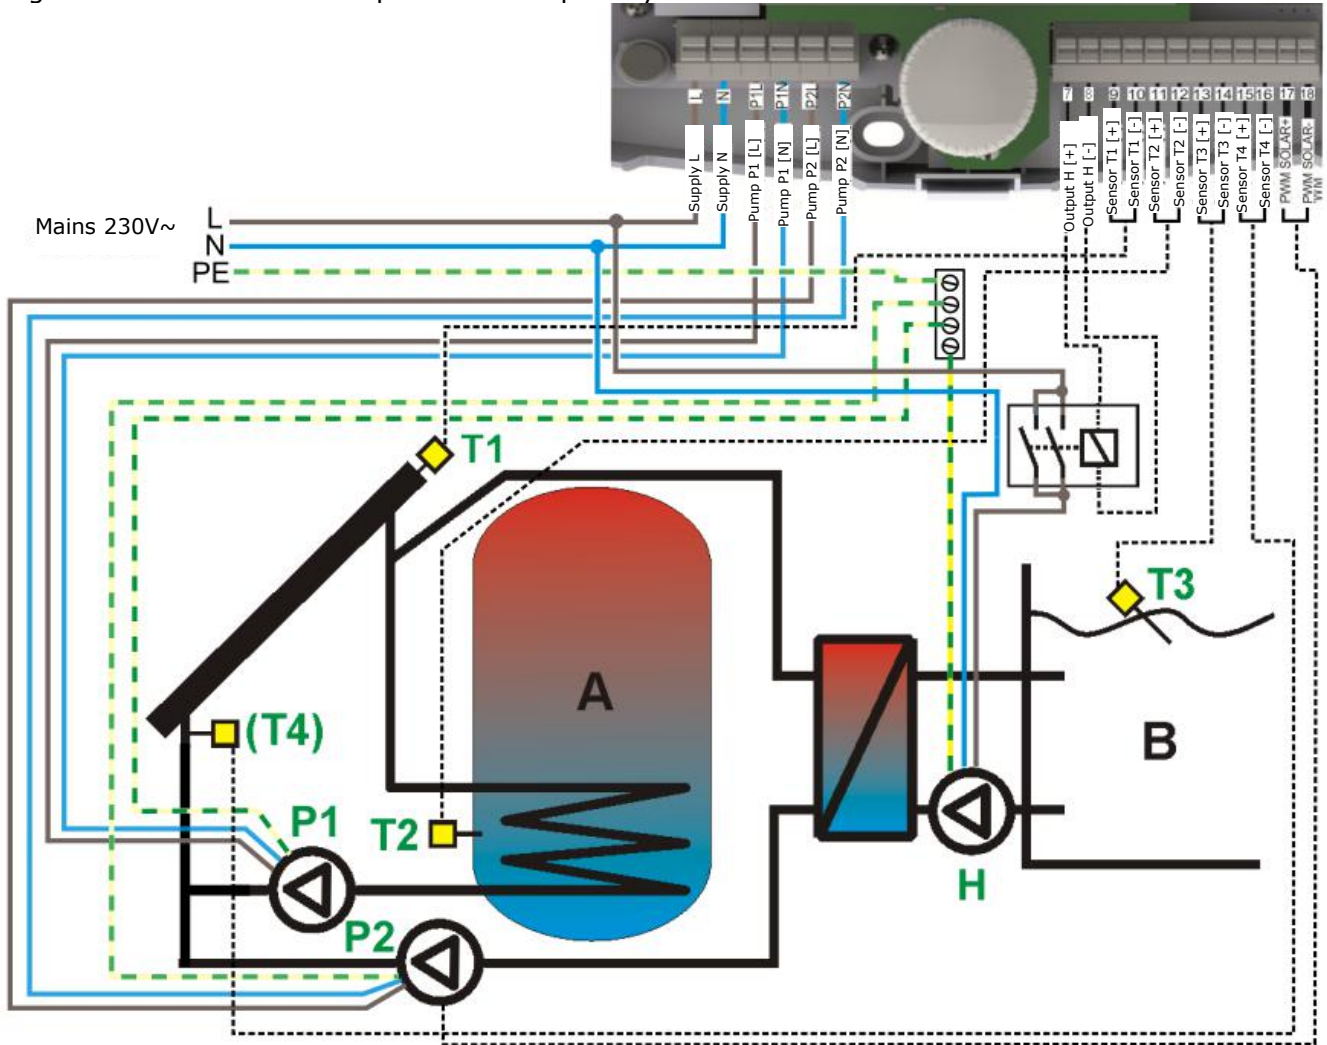 L
N
P1L
P1N
P2L
P2N
7
8
9
10
11
12
13
14
15
16
17
18
Supply L
Supply N
Pump P1 [L]
Pump P1 [N]
Pump P2 [L]
Pump P2 [N]
Output H [+]
Output H [-]
Sensor T1 [+]
Sensor T1 [-]
Sensor T2 [+]
Sensor T2 [-]
Sensor T3 [+]
Sensor T3 [-]
Sensor T4 [+]
Sensor T4 [-]
PWM SOLAR+
PWM SOLAR-
Mains 230V~
L
N
PE
T1
T3
A
B
(T4)
P1
T2
H
P2